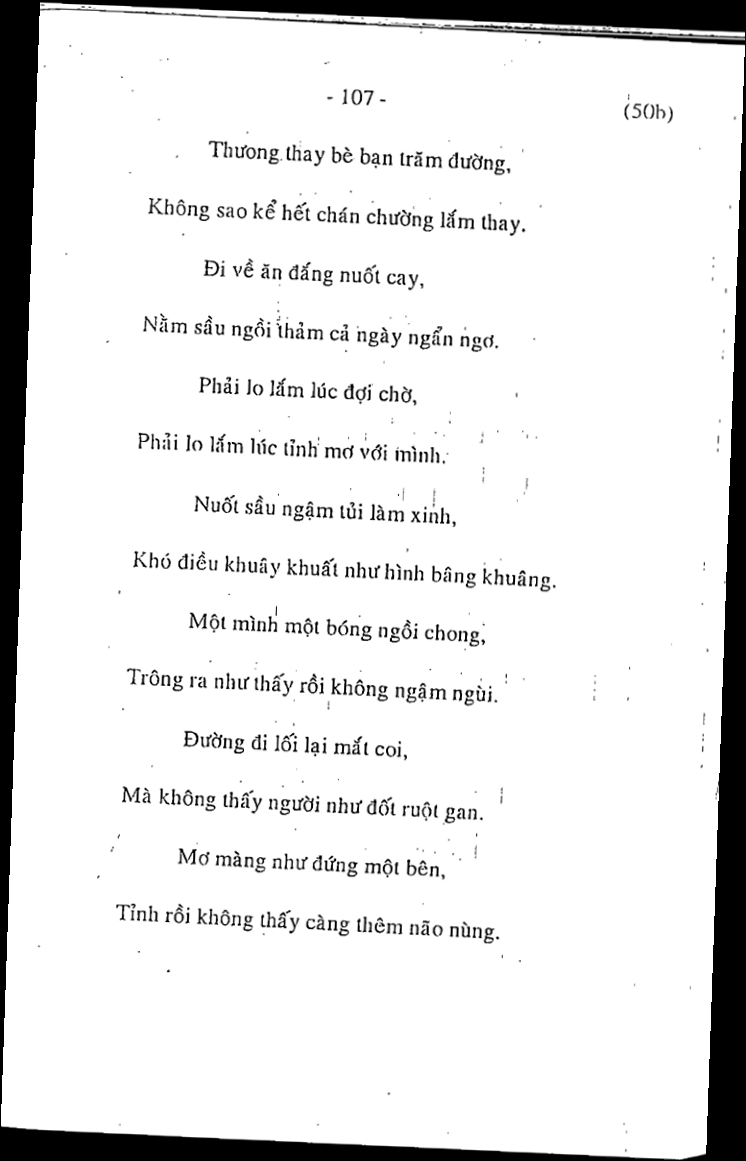 - 107 -
(50b)
Thương thay bè bạn trăm đường,
Không sao kể hết chán chường lắm thay.
Đi về ăn đắng nuốt cay,
Nằm sầu ngồi thảm cả ngày ngẩn ngơ.
Phải lo lắm lúc đợi chờ,
Phải lo lắm lúc tỉnh mơ với mình.
Nuốt sầu ngậm tủi làm xinh,
Khó điều khuây khuất như hình bâng khuâng.
Một mình một bóng ngồi chong,
Trông ra như thấy rồi không ngậm ngùi.
Đường đi lối lại mắt coi,
Mà không thấy người như đốt ruột gan.
Mơ màng như đứng một bên,
Tỉnh rồi không thấy càng thêm não nùng.